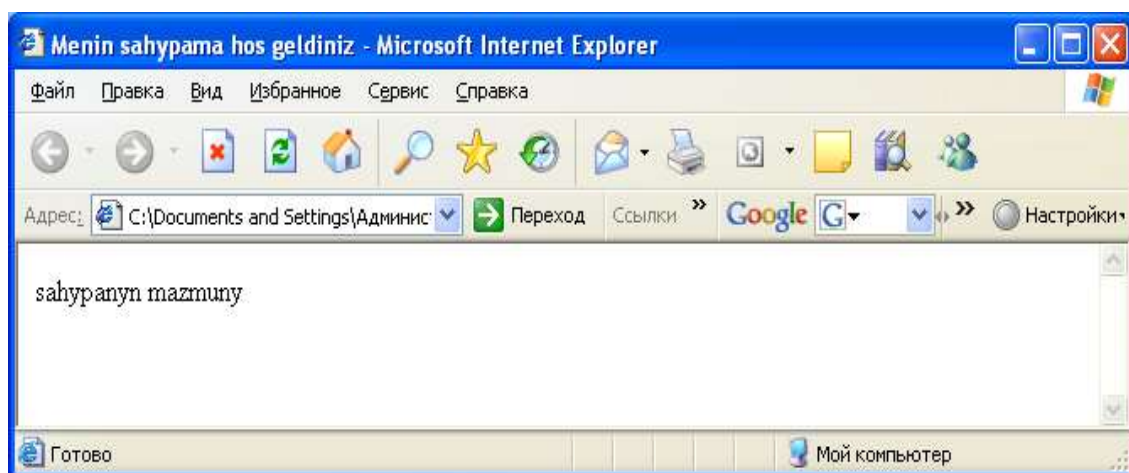 Menin sahypama hos geldiniz - Microsoft Internet Explorer
Файл Правка Вид Избранное Сервис Справка
Адрес: C:\Documents and Settings\Админис Переход Ссылки » Google G » Настройки
sahypanyn mazmuny
Готово Мой компьютер